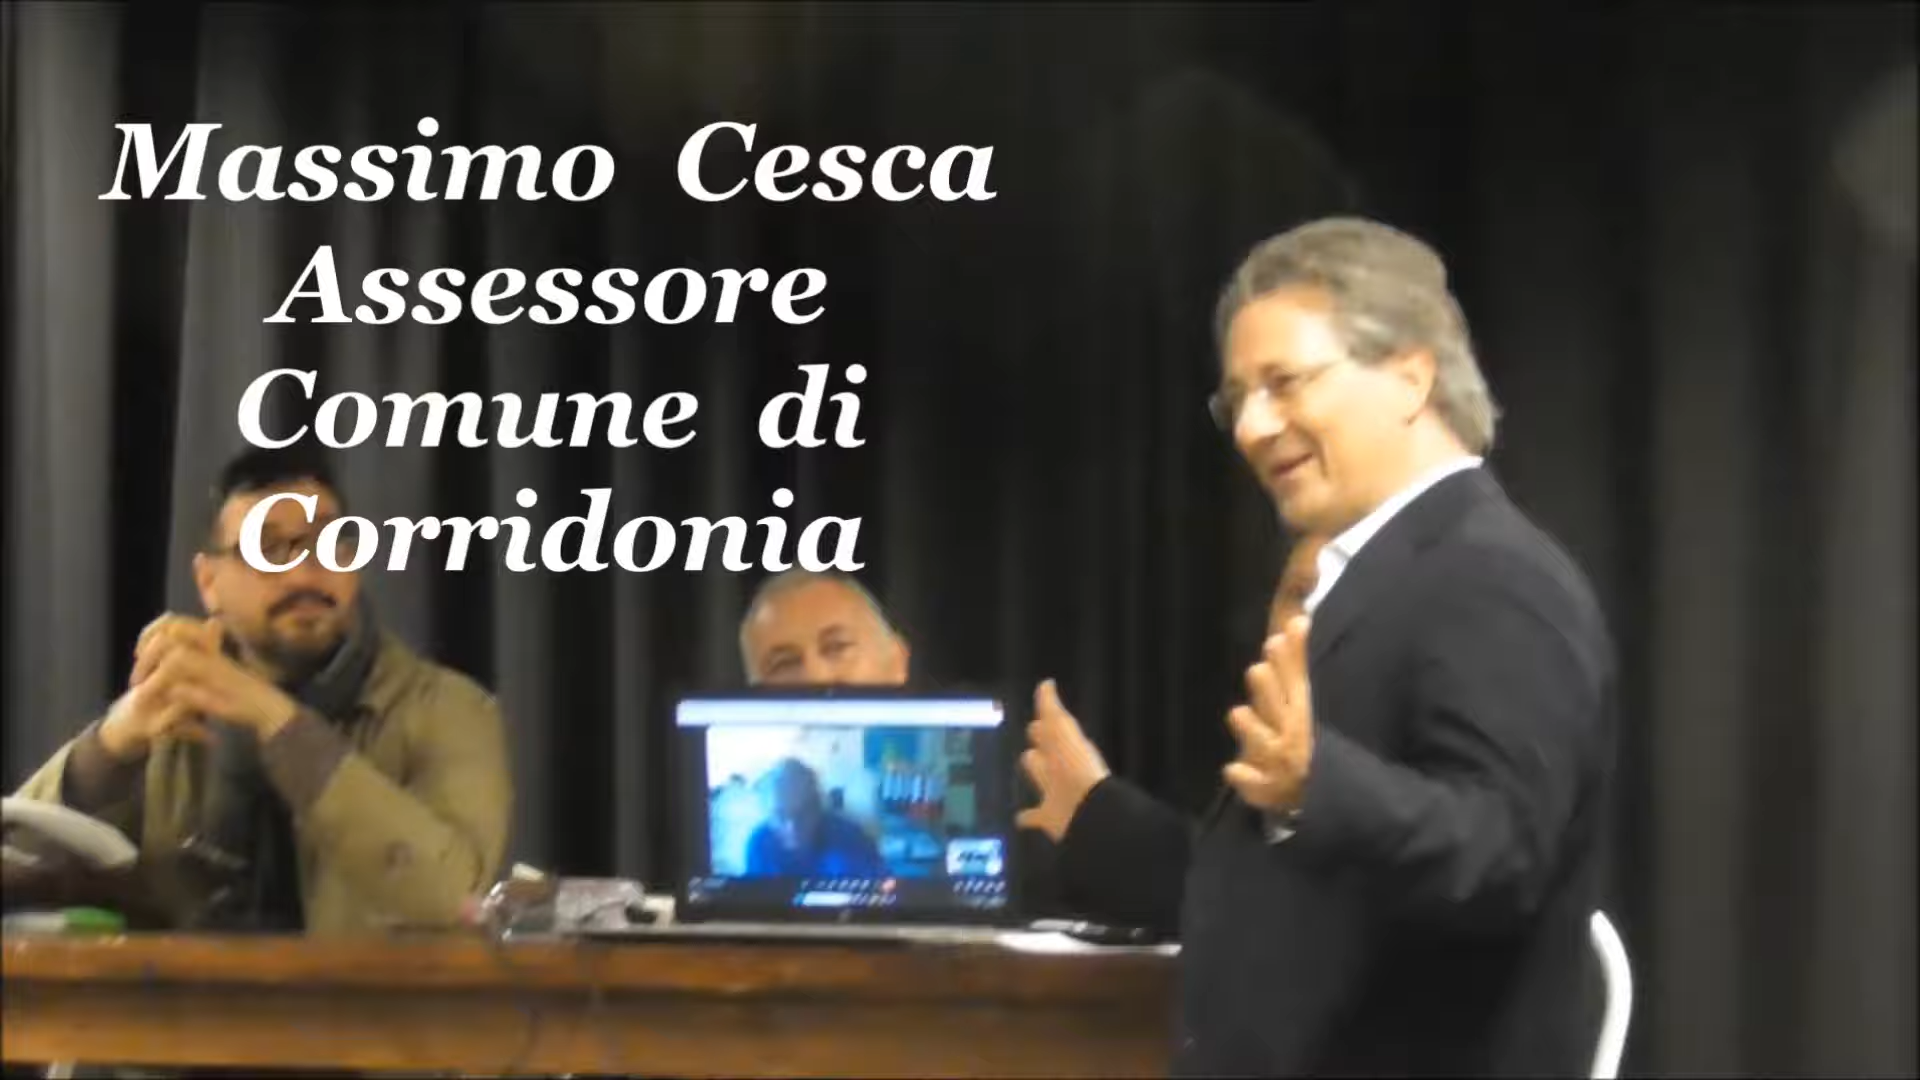 Massimo Cesca
Assessore
Comune di
Corridonia